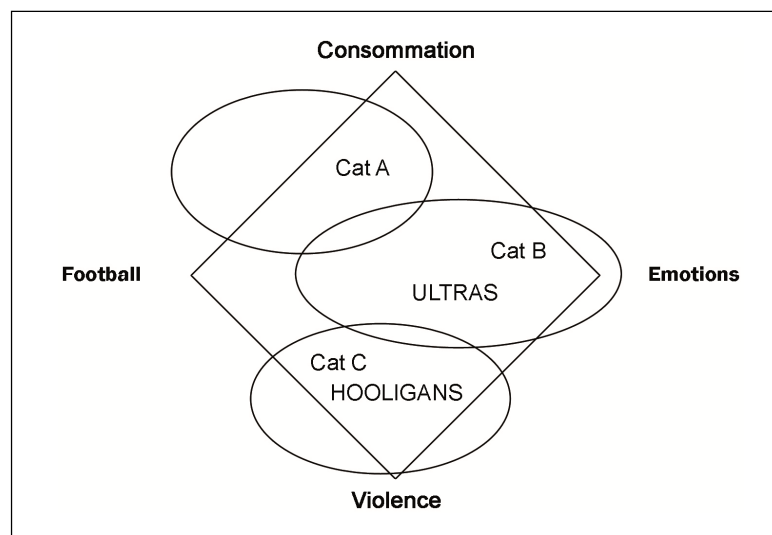 Consommation
Cat A
Cat B
Football
Emotions
ULTRAS
Cat C
HOOLIGANS
Violence